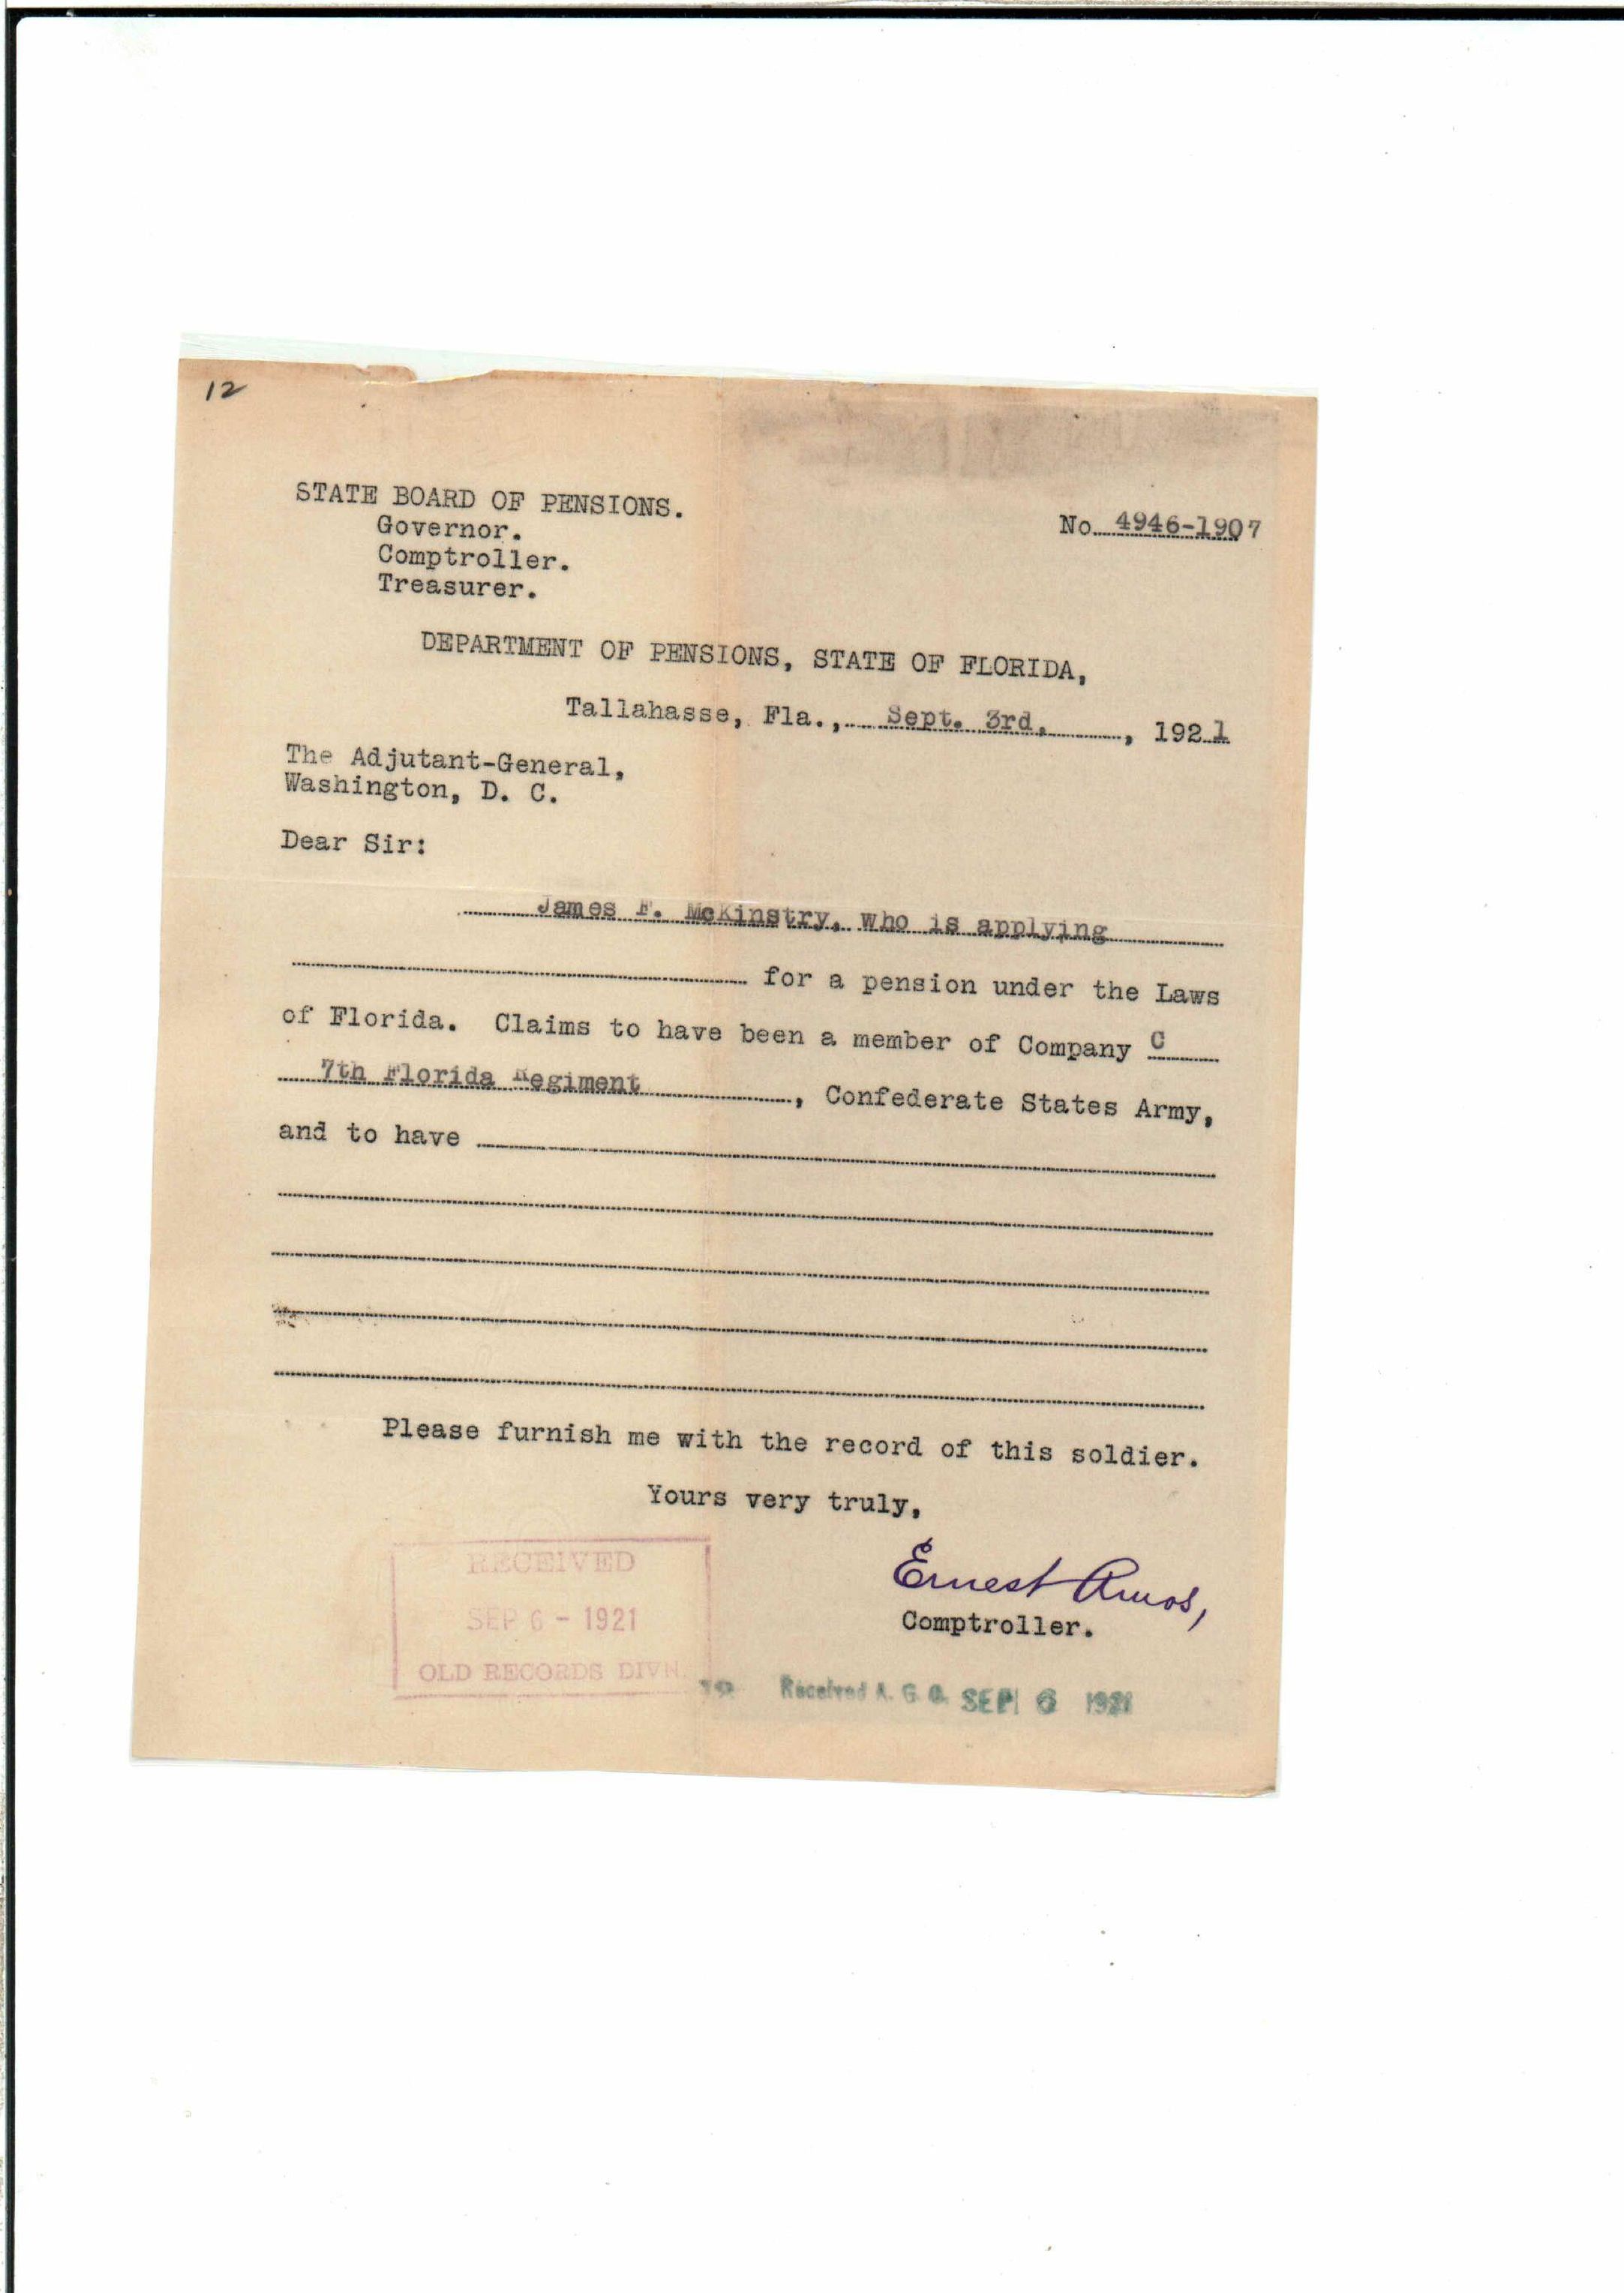 12
STATE BOARD OF PENSIONS.
Governor.
Comptroller.
Treasurer.
No. 4946-1907
DEPARTMENT OF PENSIONS, STATE OF FLORIDA,
Tallahasse, Fla., Sept. 3rd, , 1921
The Adjutant-General,
Washington, D. C.
Dear Sir:
James F. McKinstry, who is applying
for a pension under the Laws
of Florida. Claims to have been a member of Company C
7th Florida Regiment , Confederate States Army,
and to have
Please furnish me with the record of this soldier.
Yours very truly,
Ernest Amos,
Comptroller.
RECEIVED
SEP 6 - 1921
OLD RECORDS DIVN.
Received A. G. O. SEP 6 1921